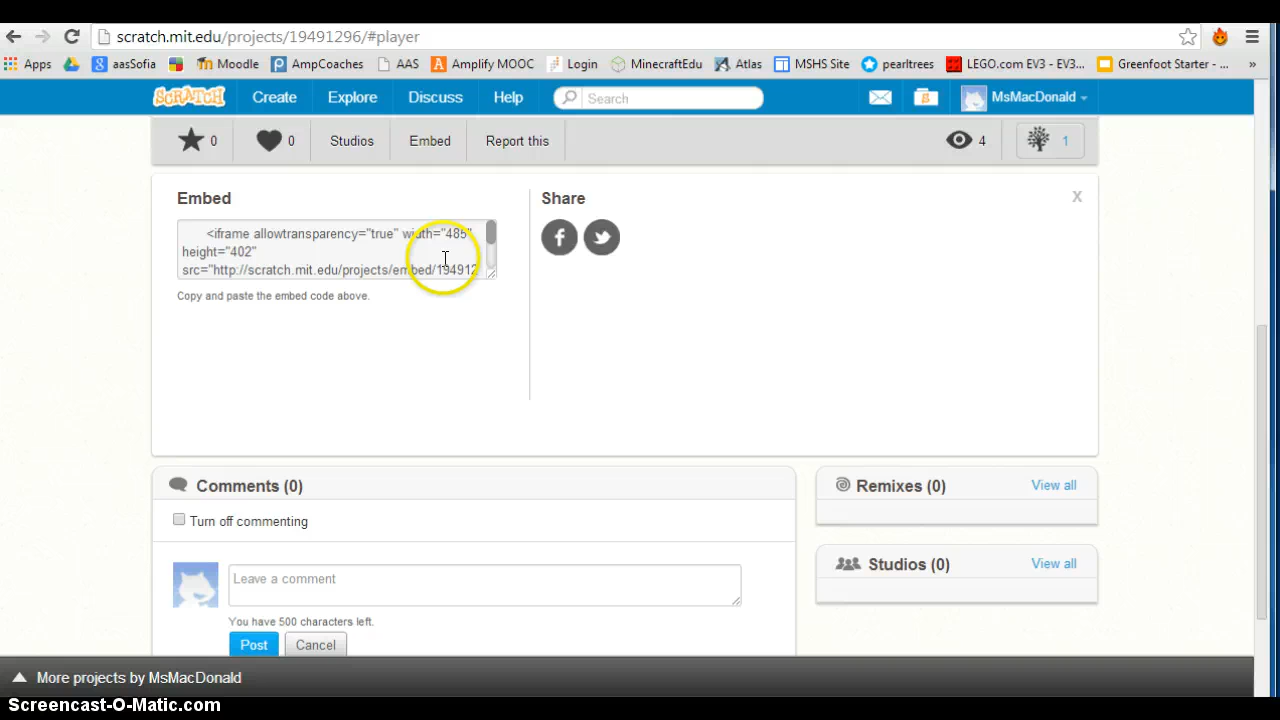 scratch.mit.edu/projects/19491296/#player
Apps aasSofia Moodle AmpCoaches AAS Amplify MOOC Login MinecraftEdu Atlas MSHS Site pearltrees LEGO.com EV3 - EV3... Greenfoot Starter - ... »
SCRATCH Create Explore Discuss Help Search MsMacDonald
0 0 Studios Embed Report this 4 1
Embed Share X
<iframe allowtransparency="true" width="485"
height="402"
src="http://scratch.mit.edu/projects/embed/194912
Copy and paste the embed code above.
Comments (0) Remixes (0) View all
Turn off commenting
Studios (0) View all
Leave a comment
You have 500 characters left.
Post Cancel
More projects by MsMacDonald
Screencast-O-Matic.com